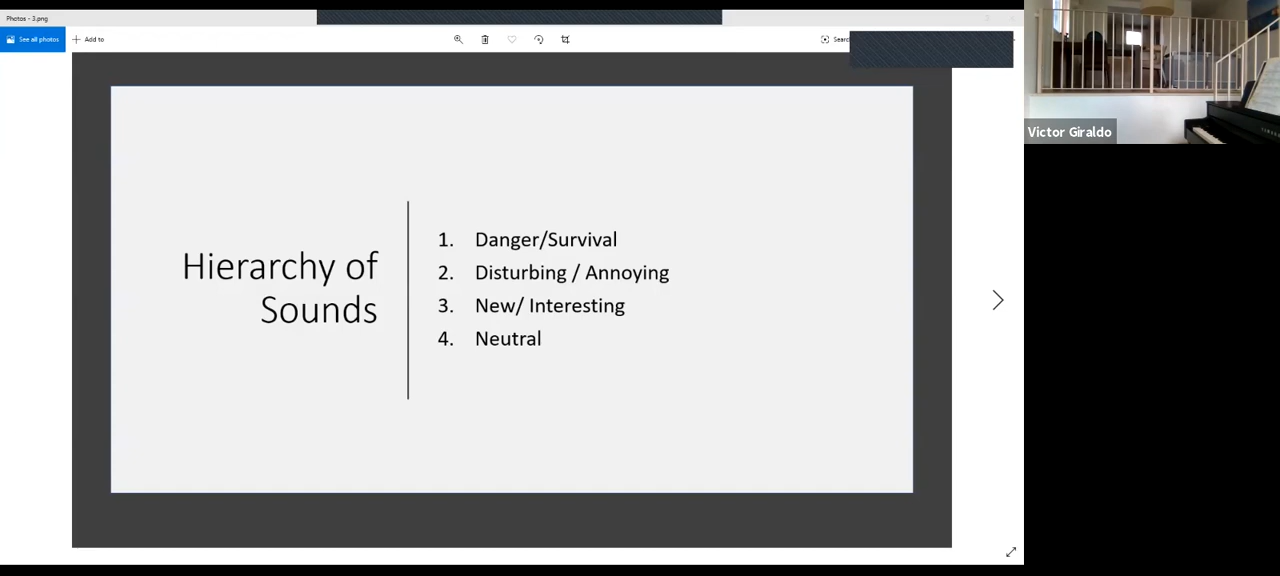 Photos - 3.png
See all photos
Add to
Searc
Victor Giraldo
Hierarchy of
Sounds
1. Danger/Survival
2. Disturbing / Annoying
3. New/ Interesting
4. Neutral